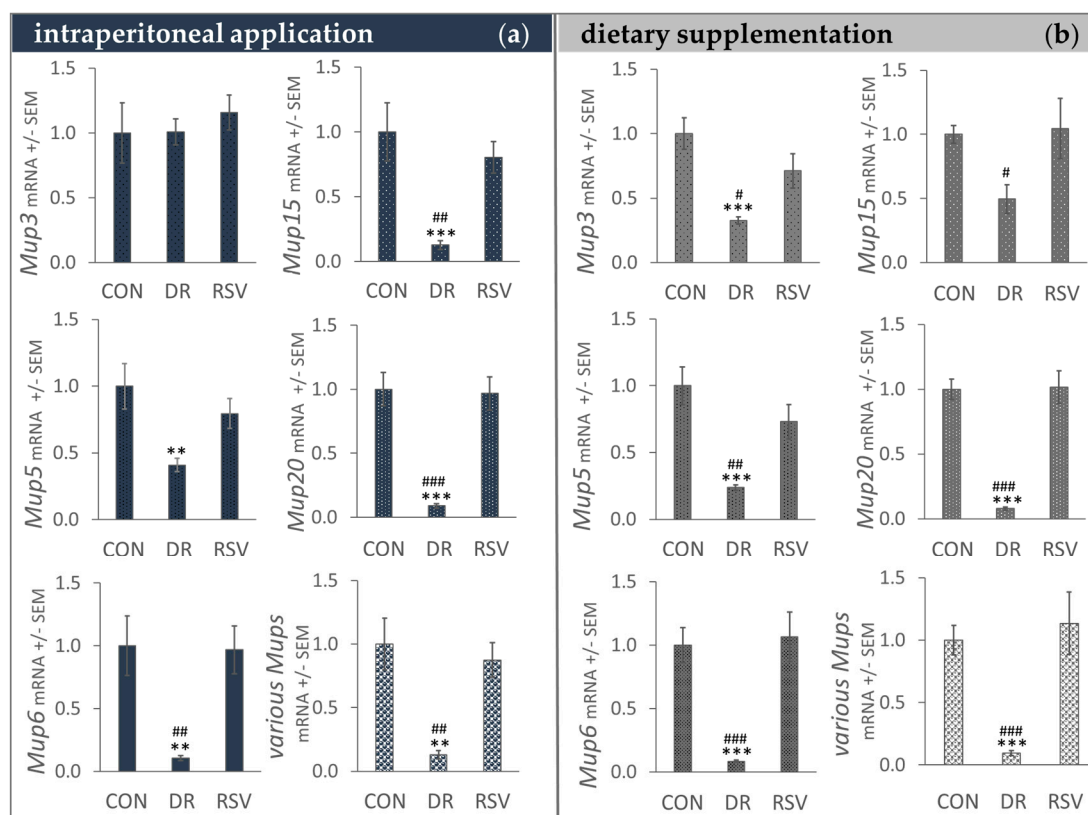 intraperitoneal application (a)
Mup3 mRNA +/- SEM
1.5
1.0
0.5
0.0
CON DR RSV
Mup15 mRNA +/- SEM
1.5
1.0
0.5
0.0
##
***
CON DR RSV
Mup5 mRNA +/- SEM
1.5
1.0
0.5
0.0
**
CON DR RSV
Mup20 mRNA +/- SEM
1.5
1.0
0.5
0.0
###
***
CON DR RSV
Mup6 mRNA +/- SEM
1.5
1.0
0.5
0.0
##
**
CON DR RSV
various Mups
mRNA +/- SEM
1.5
1.0
0.5
0.0
##
**
CON DR RSV
dietary supplementation (b)
Mup3 mRNA +/- SEM
1.5
1.0
0.5
0.0
#
***
CON DR RSV
Mup15 mRNA +/- SEM
1.5
1.0
0.5
0.0
#
CON DR RSV
Mup5 mRNA +/- SEM
1.5
1.0
0.5
0.0
##
***
CON DR RSV
Mup20 mRNA +/- SEM
1.5
1.0
0.5
0.0
###
***
CON DR RSV
Mup6 mRNA +/- SEM
1.5
1.0
0.5
0.0
###
***
CON DR RSV
various Mups
mRNA +/- SEM
1.5
1.0
0.5
0.0
###
***
CON DR RSV